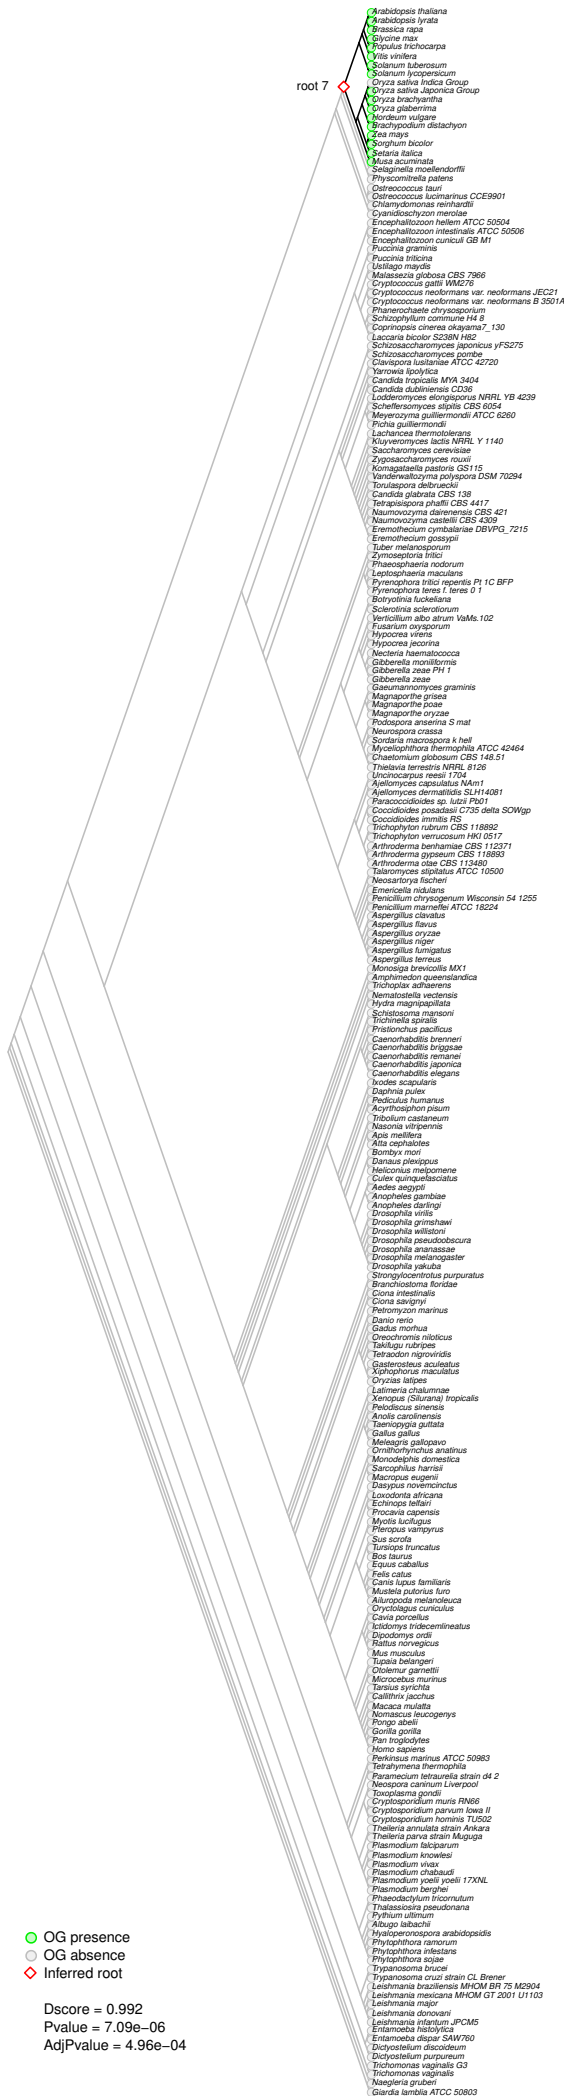 Arabidopsis thaliana
Arabidopsis lyrata
Brassica rapa
Glycine max
Populus trichocarpa
Vitis vinifera
Solanum tuberosum
Solanum lycopersicum
Oryza sativa Indica Group
root 7
Oryza sativa Japonica Group
Oryza brachyantha
Oryza glaberrima
Hordeum vulgare
Brachypodium distachyon
Zea mays
Sorghum bicolor
Setaria italica
Musa acuminata
Selaginella moellendorffii
Physcomitrella patens
Ostreococcus tauri
Ostreococcus lucimarinus CCE9901
Chlamydomonas reinhardtii
Cyanidioschyzon merolae
Encephalitozoon hellem ATCC 50504
Encephalitozoon intestinalis ATCC 50506
Encephalitozoon cuniculi GB M1
Puccinia graminis
Puccinia triticina
Ustilago maydis
Malassezia globosa CBS 7966
Cryptococcus gattii WM276
Cryptococcus neoformans var. neoformans JEC21
Cryptococcus neoformans var. neoformans B 3501A
Phanerochaete chrysosporium
Schizophyllum commune H4 8
Coprinopsis cinerea okayama7_130
Laccaria bicolor S238N H82
Schizosaccharomyces japonicus yFS275
Schizosaccharomyces pombe
Clavispora lusitaniae ATCC 42720
Yarrowia lipolytica
Candida tropicalis MYA 3404
Candida dubliniensis CD36
Lodderomyces elongisporus NRRL YB 4239
Scheffersomyces stipitis CBS 6054
Meyerozyma guilliermondii ATCC 6260
Pichia guilliermondii
Lachancea thermotolerans
Kluyveromyces lactis NRRL Y 1140
Saccharomyces cerevisiae
Zygosaccharomyces rouxii
Komagataella pastoris GS115
Vanderwaltozyma polyspora DSM 70294
Torulaspora delbrueckii
Candida glabrata CBS 138
Tetrapisispora phaffii CBS 4417
Naumovozyma dairenensis CBS 421
Naumovozyma castellii CBS 4309
Eremothecium cymbalariae DBVPG_7215
Eremothecium gossypii
Tuber melanosporum
Zymoseptoria tritici
Phaeosphaeria nodorum
Leptosphaeria maculans
Pyrenophora tritici repentis Pt 1C BFP
Pyrenophora teres f. teres 0 1
Botryotinia fuckeliana
Sclerotinia sclerotiorum
Verticillium albo atrum VaMs.102
Fusarium oxysporum
Hypocrea virens
Hypocrea jecorina
Necteria haematococca
Gibberella moniliformis
Gibberella zeae PH 1
Gibberella zeae
Gaeumannomyces graminis
Magnaporthe grisea
Magnaporthe poae
Magnaporthe oryzae
Podospora anserina S mat
Neurospora crassa
Sordaria macrospora k hell
Myceliophthora thermophila ATCC 42464
Chaetomium globosum CBS 148.51
Thielavia terrestris NRRL 8126
Uncinocarpus reesii 1704
Ajellomyces capsulatus NAm1
Ajellomyces dermatitidis SLH14081
Paracoccidioides sp. lutzii Pb01
Coccidioides posadasii C735 delta SOWgp
Coccidioides immitis RS
Trichophyton rubrum CBS 118892
Trichophyton verrucosum HKI 0517
Arthroderma benhamiae CBS 112371
Arthroderma gypseum CBS 118893
Arthroderma otae CBS 113480
Talaromyces stipitatus ATCC 10500
Neosartorya fischeri
Emericella nidulans
Penicillium chrysogenum Wisconsin 54 1255
Penicillium marneffei ATCC 18224
Aspergillus clavatus
Aspergillus flavus
Aspergillus oryzae
Aspergillus niger
Aspergillus fumigatus
Aspergillus terreus
Monosiga brevicollis MX1
Amphimedon queenslandica
Trichoplax adhaerens
Nematostella vectensis
Hydra magnipapillata
Schistosoma mansoni
Trichinella spiralis
Pristionchus pacificus
Caenorhabditis brenneri
Caenorhabditis briggsae
Caenorhabditis remanei
Caenorhabditis japonica
Caenorhabditis elegans
Ixodes scapularis
Daphnia pulex
Pediculus humanus
Acyrthosiphon pisum
Tribolium castaneum
Nasonia vitripennis
Apis mellifera
Atta cephalotes
Bombyx mori
Danaus plexippus
Heliconius melpomene
Culex quinquefasciatus
Aedes aegypti
Anopheles gambiae
Anopheles darlingi
Drosophila virilis
Drosophila grimshawi
Drosophila willistoni
Drosophila pseudoobscura
Drosophila ananassae
Drosophila melanogaster
Drosophila yakuba
Strongylocentrotus purpuratus
Branchiostoma floridae
Ciona intestinalis
Ciona savignyi
Petromyzon marinus
Danio rerio
Gadus morhua
Oreochromis niloticus
Takifugu rubripes
Tetraodon nigroviridis
Gasterosteus aculeatus
Xiphophorus maculatus
Oryzias latipes
Latimeria chalumnae
Xenopus (Silurana) tropicalis
Pelodiscus sinensis
Anolis carolinensis
Taeniopygia guttata
Gallus gallus
Meleagris gallopavo
Ornithorhynchus anatinus
Monodelphis domestica
Sarcophilus harrisii
Macropus eugenii
Dasypus novemcinctus
Loxodonta africana
Echinops telfairi
Procavia capensis
Myotis lucifugus
Pteropus vampyrus
Sus scrofa
Tursiops truncatus
Bos taurus
Equus caballus
Felis catus
Canis lupus familiaris
Mustela putorius furo
Ailuropoda melanoleuca
Oryctolagus cuniculus
Cavia porcellus
Ictidomys tridecemlineatus
Dipodomys ordii
Rattus norvegicus
Mus musculus
Tupaia belangeri
Otolemur garnettii
Microcebus murinus
Tarsius syrichta
Callithrix jacchus
Macaca mulatta
Nomascus leucogenys
Pongo abelii
Gorilla gorilla
Pan troglodytes
Homo sapiens
Perkinsus marinus ATCC 50983
Tetrahymena thermophila
Paramecium tetraurelia strain d4 2
Neospora caninum Liverpool
Toxoplasma gondii
Cryptosporidium muris RN66
Cryptosporidium parvum Iowa II
Cryptosporidium hominis TU502
Theileria annulata strain Ankara
Theileria parva strain Muguga
Plasmodium falciparum
Plasmodium knowlesi
Plasmodium vivax
Plasmodium chabaudi
Plasmodium yoelii yoelii 17XNL
Plasmodium berghei
Phaeodactylum tricornutum
Thalassiosira pseudonana
Pythium ultimum
Albugo laibachii
Hyaloperonospora arabidopsidis
Phytophthora ramorum
Phytophthora infestans
Phytophthora sojae
Trypanosoma brucei
Trypanosoma cruzi strain CL Brener
Leishmania braziliensis MHOM BR 75 M2904
Leishmania mexicana MHOM GT 2001 U1103
Leishmania major
Leishmania donovani
Leishmania infantum JPCM5
Entamoeba histolytica
Entamoeba dispar SAW760
Dictyostelium discoideum
Dictyostelium purpureum
Trichomonas vaginalis G3
Trichomonas vaginalis
Naegleria gruberi
Giardia lamblia ATCC 50803
OG presence
OG absence
Inferred root
Dscore = 0.992
Pvalue = 7.09e−06
AdjPvalue = 4.96e−04